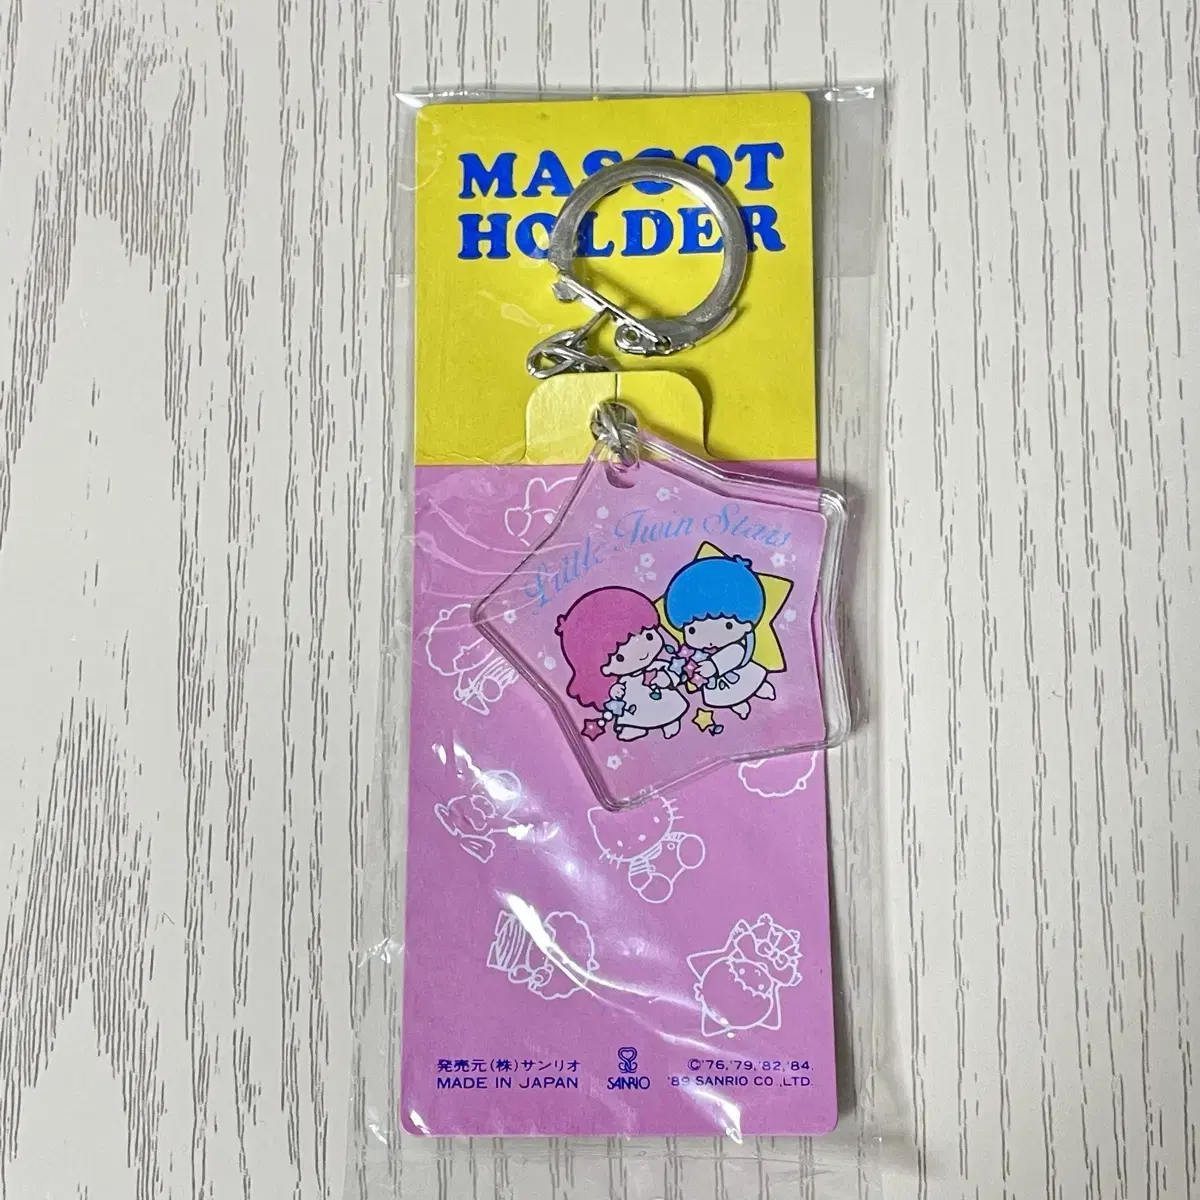 MASCOT
HOLDER
Little Twin Stars
発売元(株)サンリオ
MADE IN JAPAN
SANRIO
©'76,'79,'82,'84,
'89 SANRIO CO.,LTD.